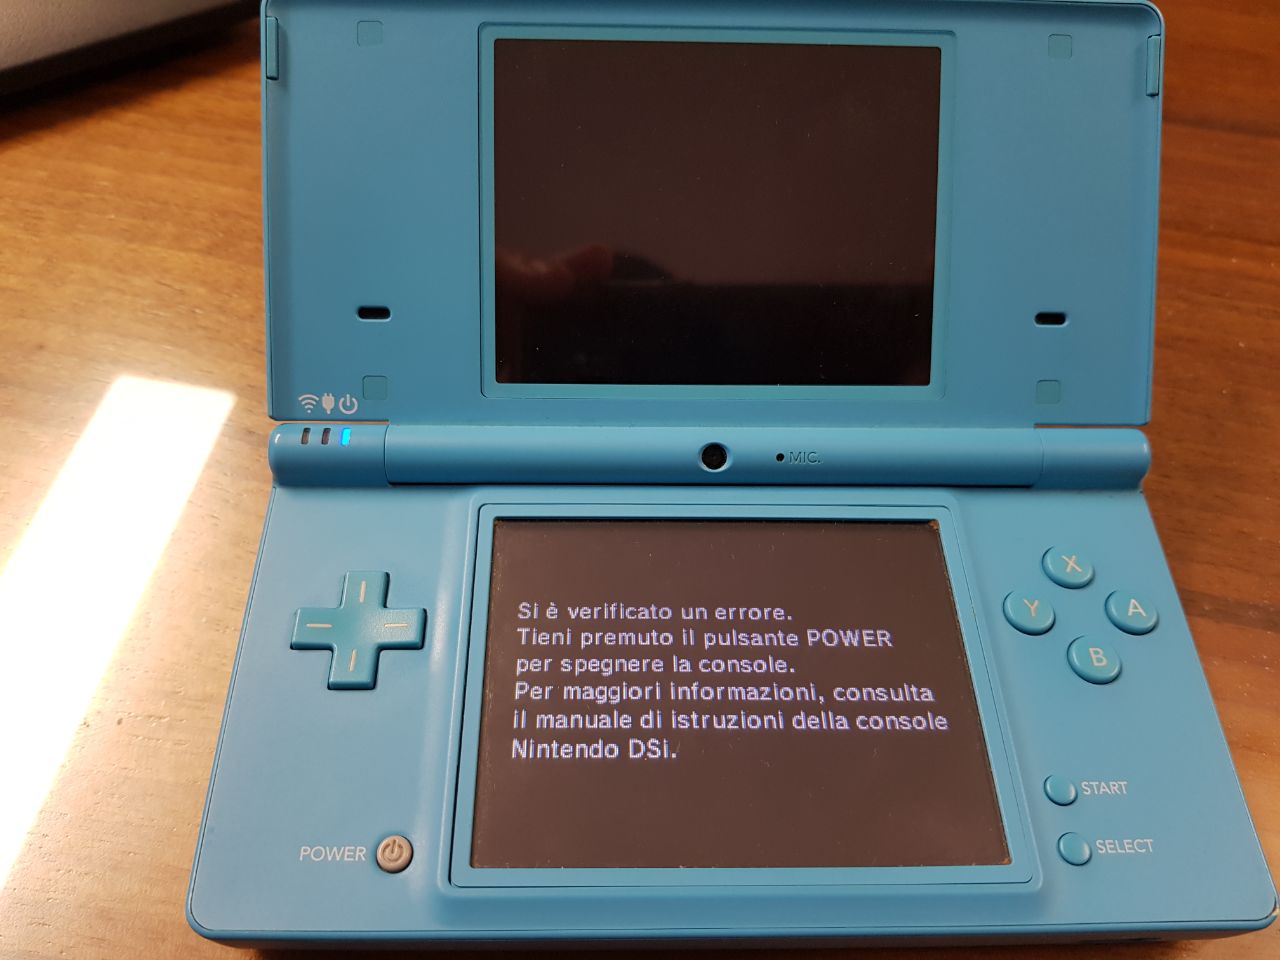 MIC.
Si è verificato un errore.
Tieni premuto il pulsante POWER
per spegnere la console.
Per maggiori informazioni, consulta
il manuale di istruzioni della console
Nintendo DSi.
X
Y
A
B
START
SELECT
POWER